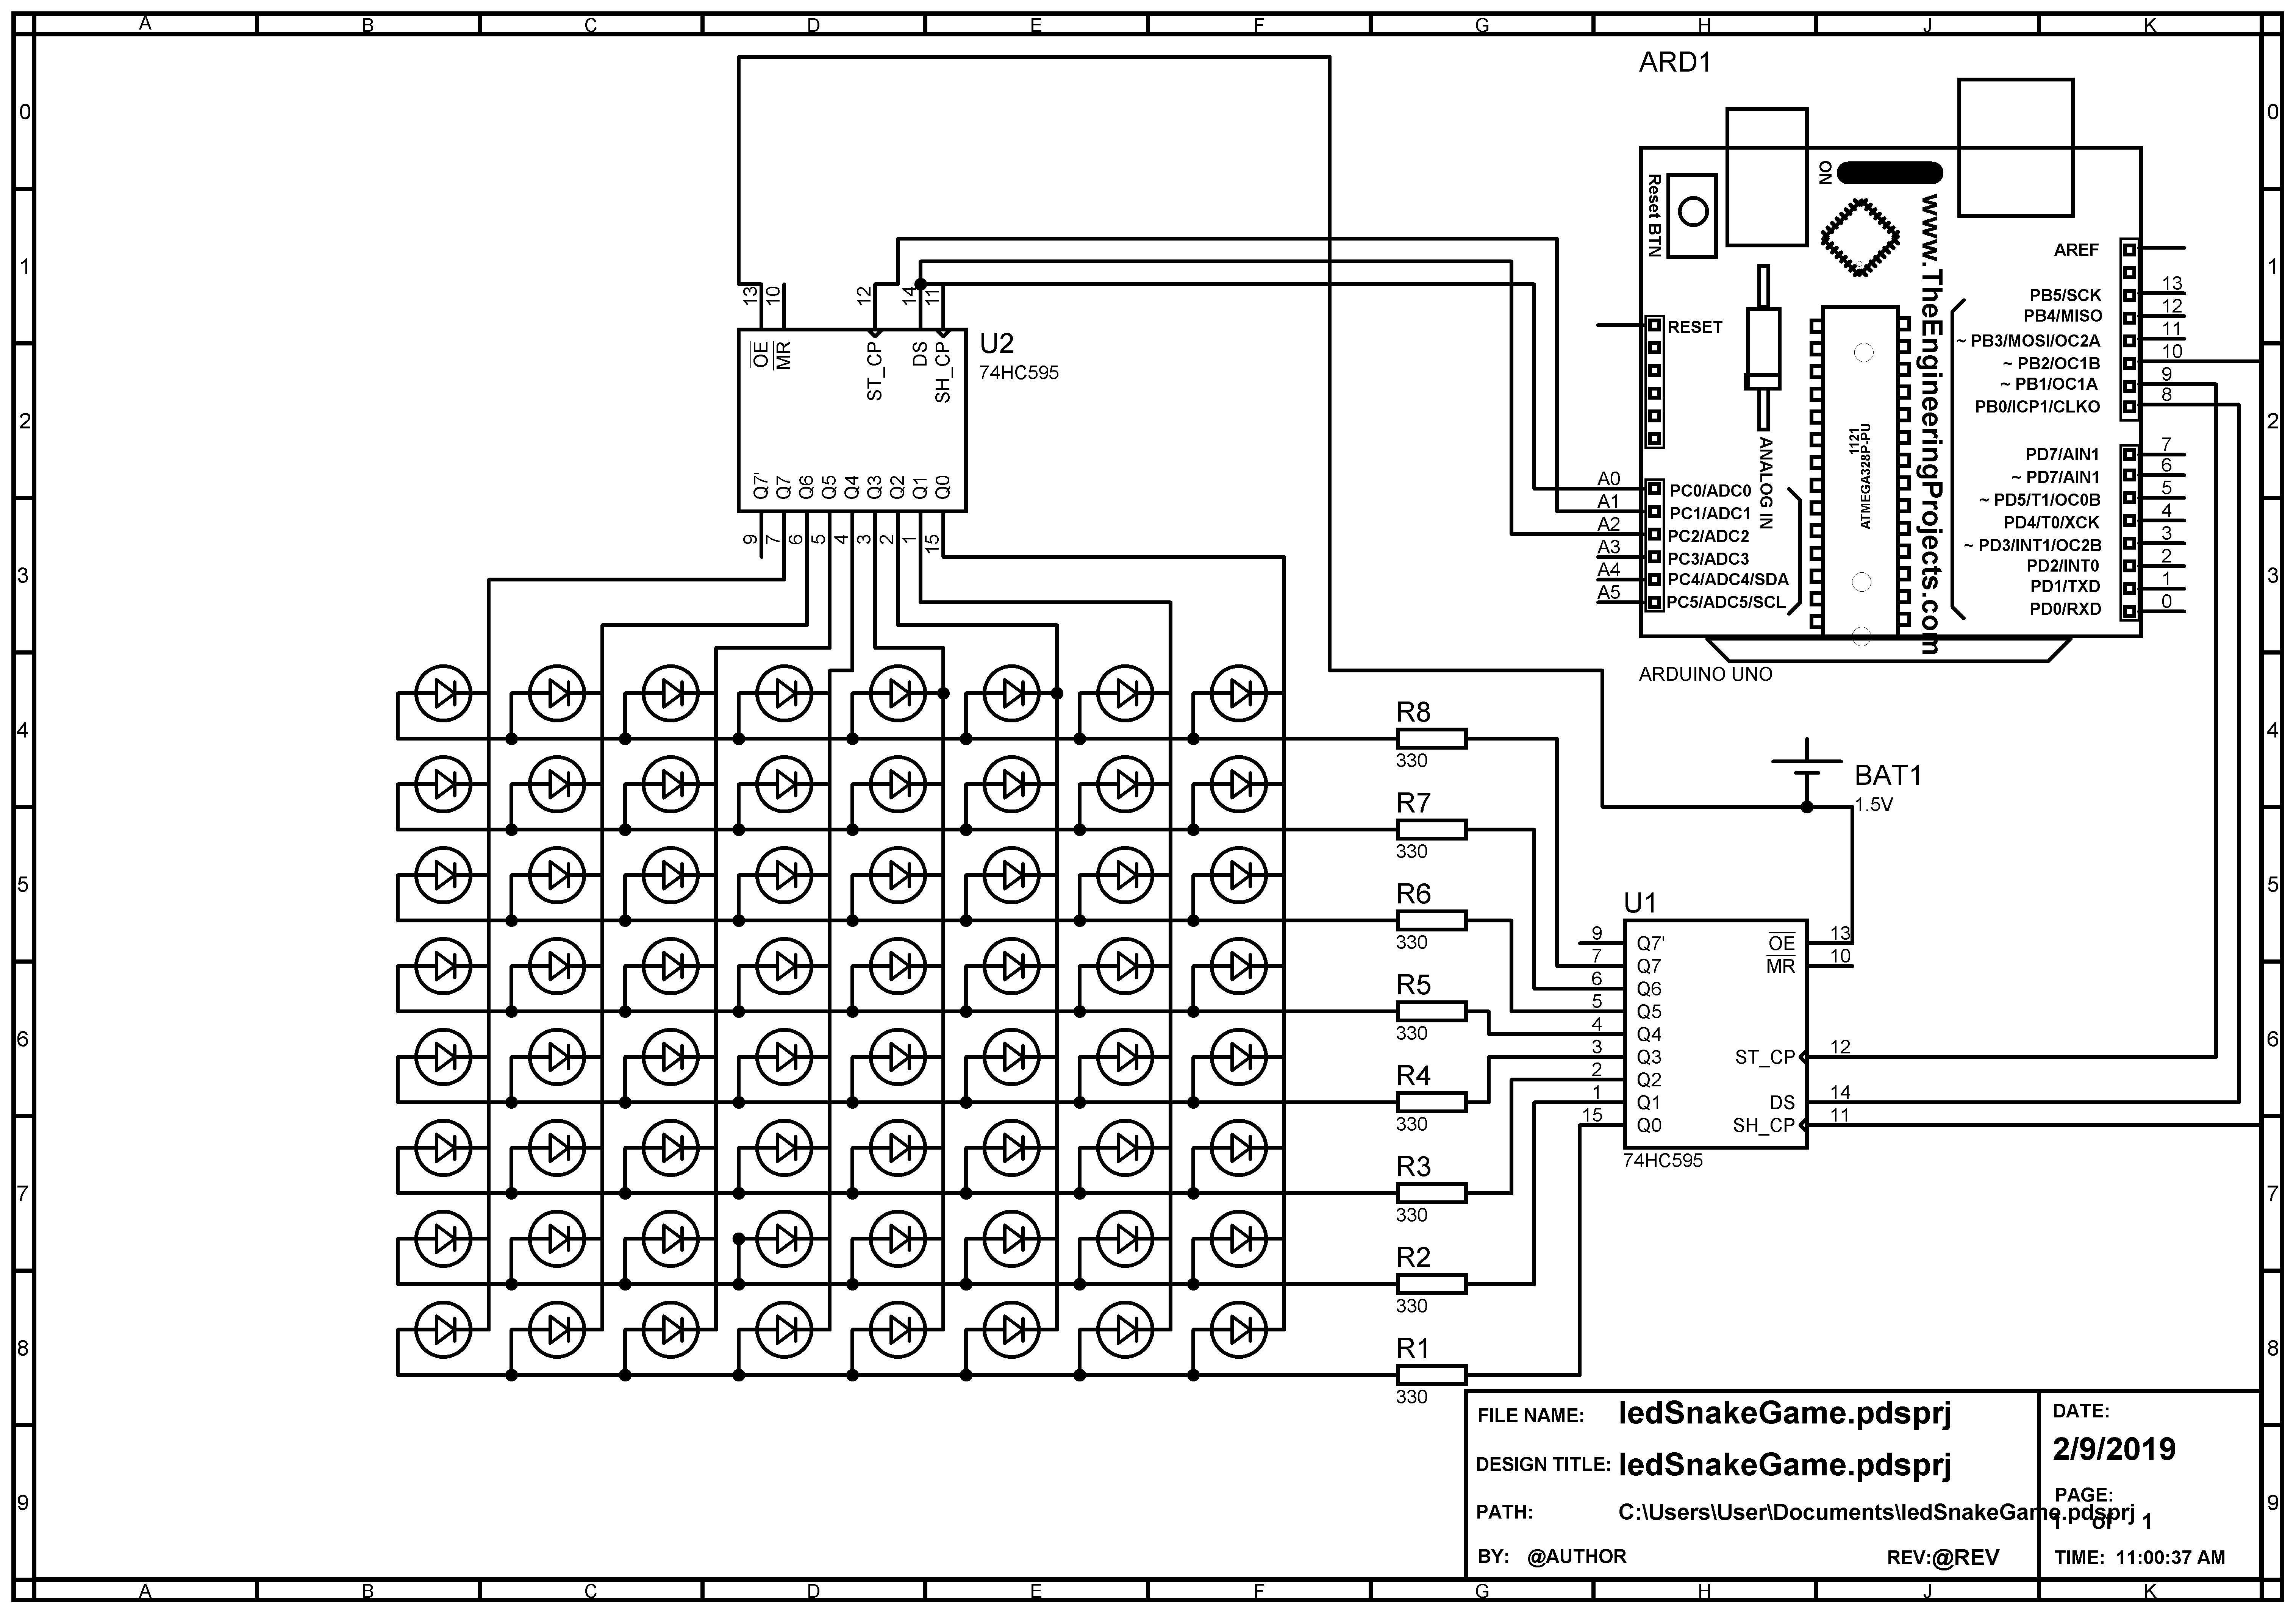 A B C D E F G H J K
0 0
1 1
2 2
3 3
4 4
5 5
6 6
7 7
8 8
9 9
ARD1
ON
Reset BTN
www.TheEngineeringProjects.com
AREF
PB5/SCK 13
PB4/MISO 12
~ PB3/MOSI/OC2A 11
~ PB2/OC1B 10
~ PB1/OC1A 9
PB0/ICP1/CLKO 8
RESET
ANALOG IN
1121
ATMEGA328P-PU
PD7/AIN1 7
~ PD7/AIN1 6
~ PD5/T1/OC0B 5
PD4/T0/XCK 4
~ PD3/INT1/OC2B 3
PD2/INT0 2
PD1/TXD 1
PD0/RXD 0
A0 PC0/ADC0
A1 PC1/ADC1
A2 PC2/ADC2
A3 PC3/ADC3
A4 PC4/ADC4/SDA
A5 PC5/ADC5/SCL
ARDUINO UNO
13 10 12 14 11
OE MR ST_CP DS SH_CP
U2
74HC595
Q7' Q7 Q6 Q5 Q4 Q3 Q2 Q1 Q0
9 7 6 5 4 3 2 1 15
R8
330
R7
330
R6
330
R5
330
R4
330
R3
330
R2
330
R1
330
BAT1
1.5V
U1
9 Q7' OE 13
7 Q7 MR 10
6 Q6
5 Q5
4 Q4
3 Q3 ST_CP 12
2 Q2
1 Q1 DS 14
15 Q0 SH_CP 11
74HC595
FILE NAME: ledSnakeGame.pdsprj
DESIGN TITLE: ledSnakeGame.pdsprj
PATH: C:\Users\User\Documents\ledSnakeGame.pdsprj
BY: @AUTHOR REV:@REV
DATE:
2/9/2019
PAGE:
1 of 1
TIME: 11:00:37 AM
A B C D E F G H J K